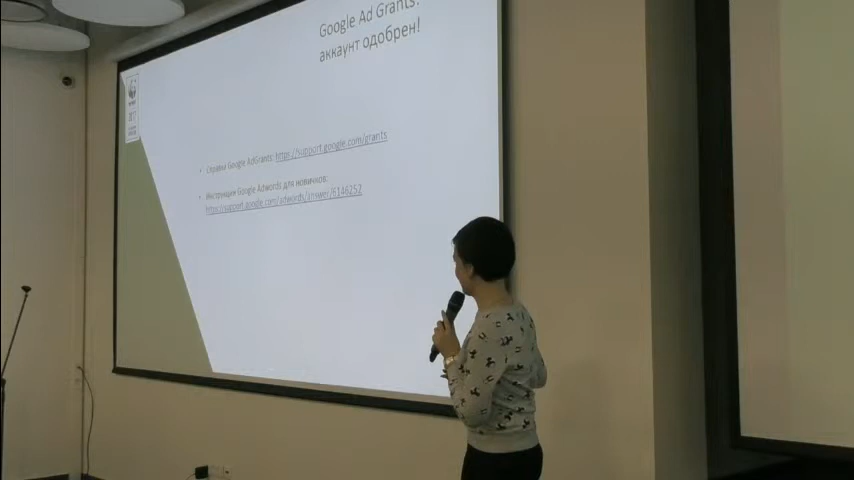 Google Ad Grants:
аккаунт одобрен!
2017
• Справка Google AdGrants: https://support.google.com/grants
• Инструкция Google Adwords для новичков:
https://support.google.com/adwords/answer/6146252